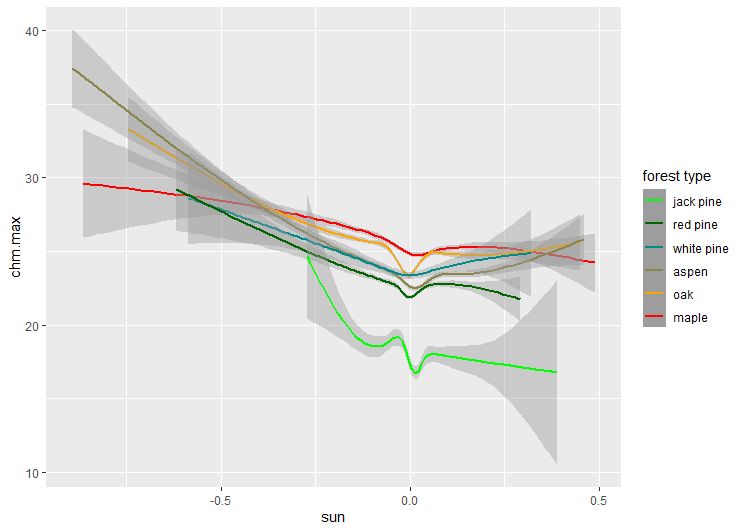 40
30
20
10
chm.max
-0.5
0.0
0.5
sun
forest type
jack pine
red pine
white pine
aspen
oak
maple